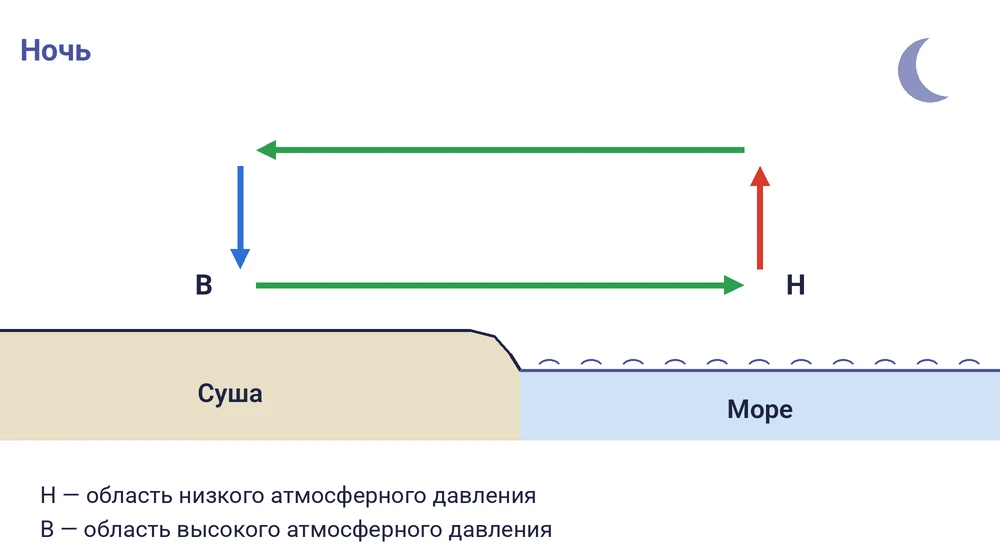 Ночь
В
Н
Суша
Море
Н — область низкого атмосферного давления
В — область высокого атмосферного давления